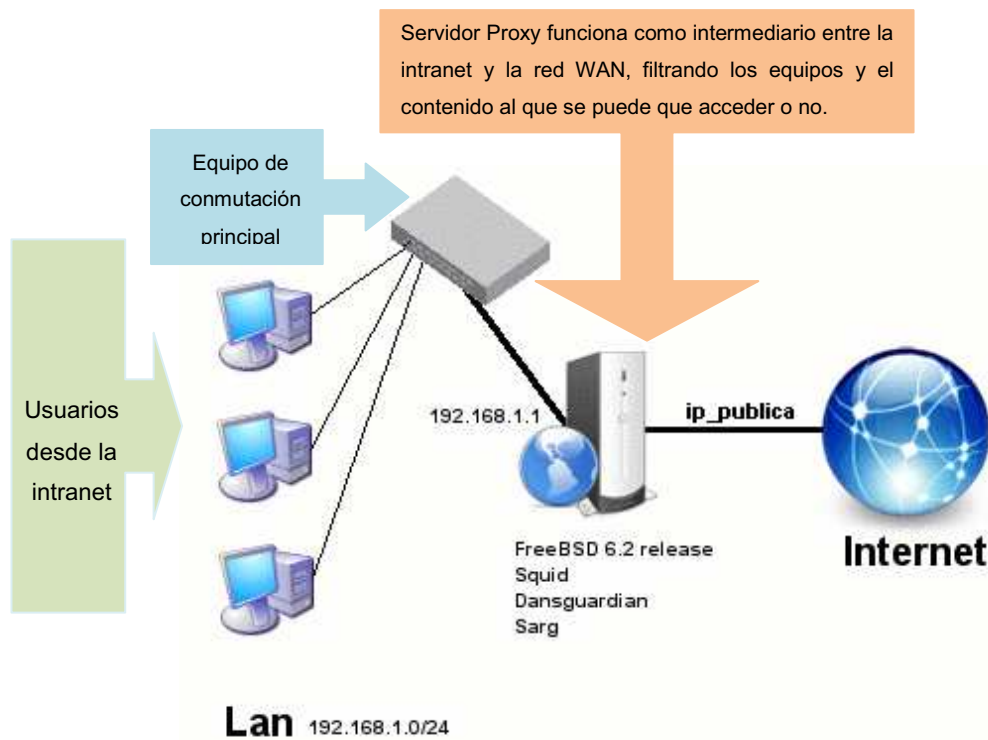 Servidor Proxy funciona como intermediario entre la
intranet y la red WAN, filtrando los equipos y el
contenido al que se puede que acceder o no.
Equipo de
conmutación
principal
Usuarios
desde la
intranet
192.168.1.1
ip_publica
FreeBSD 6.2 release
Squid
Dansguardian
Sarg
Internet
Lan 192.168.1.0/24